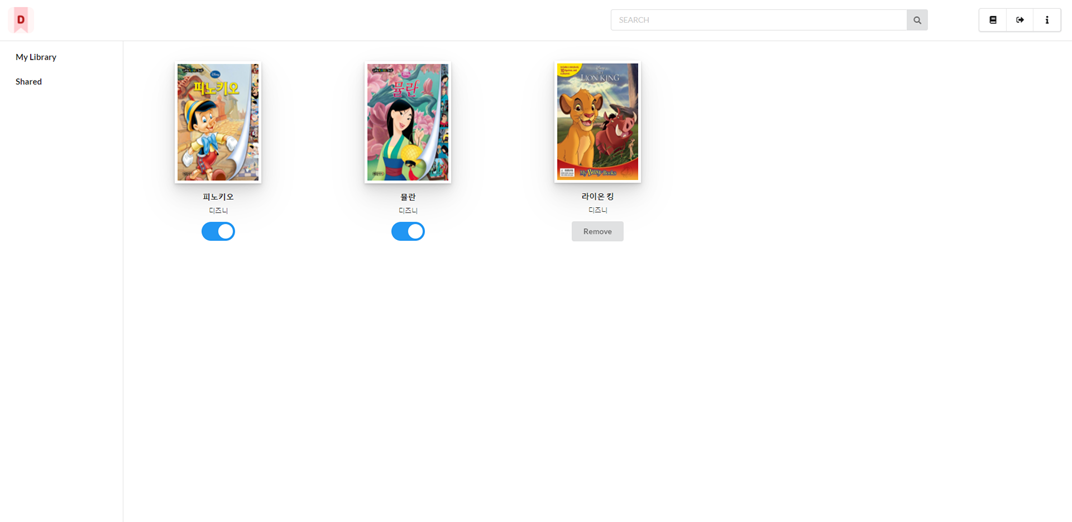 D
SEARCH
My Library
Shared
Disney
피노키오
뮬란
LION KING
피노키오
디즈니
뮬란
디즈니
라이온 킹
디즈니
Remove